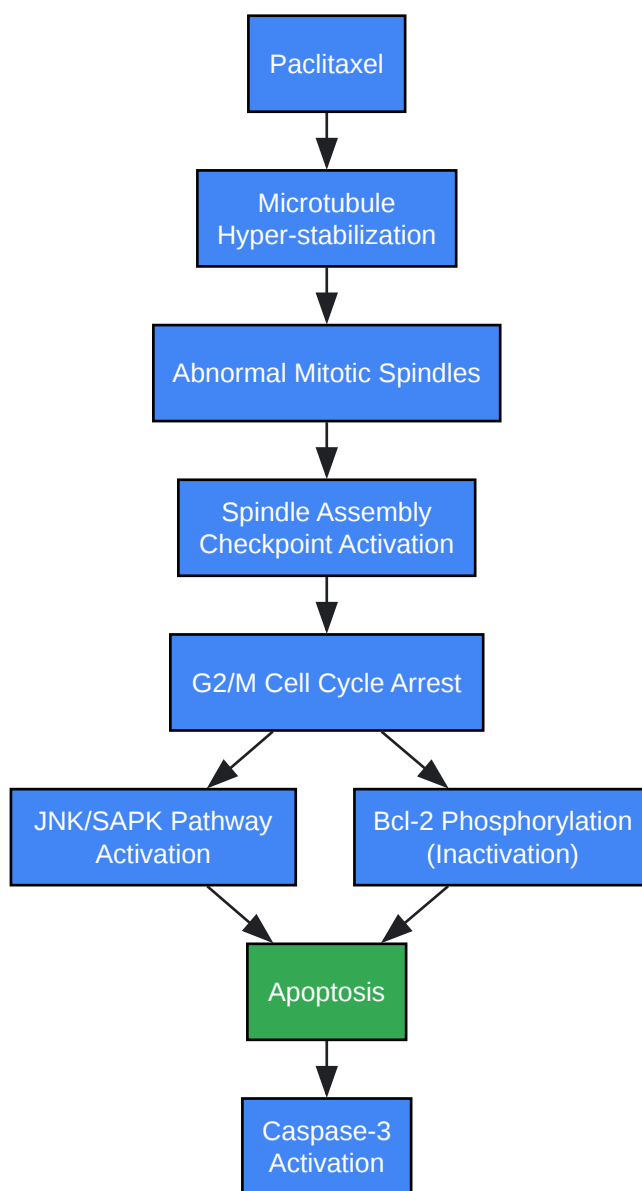 Paclitaxel
Microtubule
Hyper-stabilization
Abnormal Mitotic Spindles
Spindle Assembly
Checkpoint Activation
G2/M Cell Cycle Arrest
JNK/SAPK Pathway
Activation
Bcl-2 Phosphorylation
(Inactivation)
Apoptosis
Caspase-3
Activation